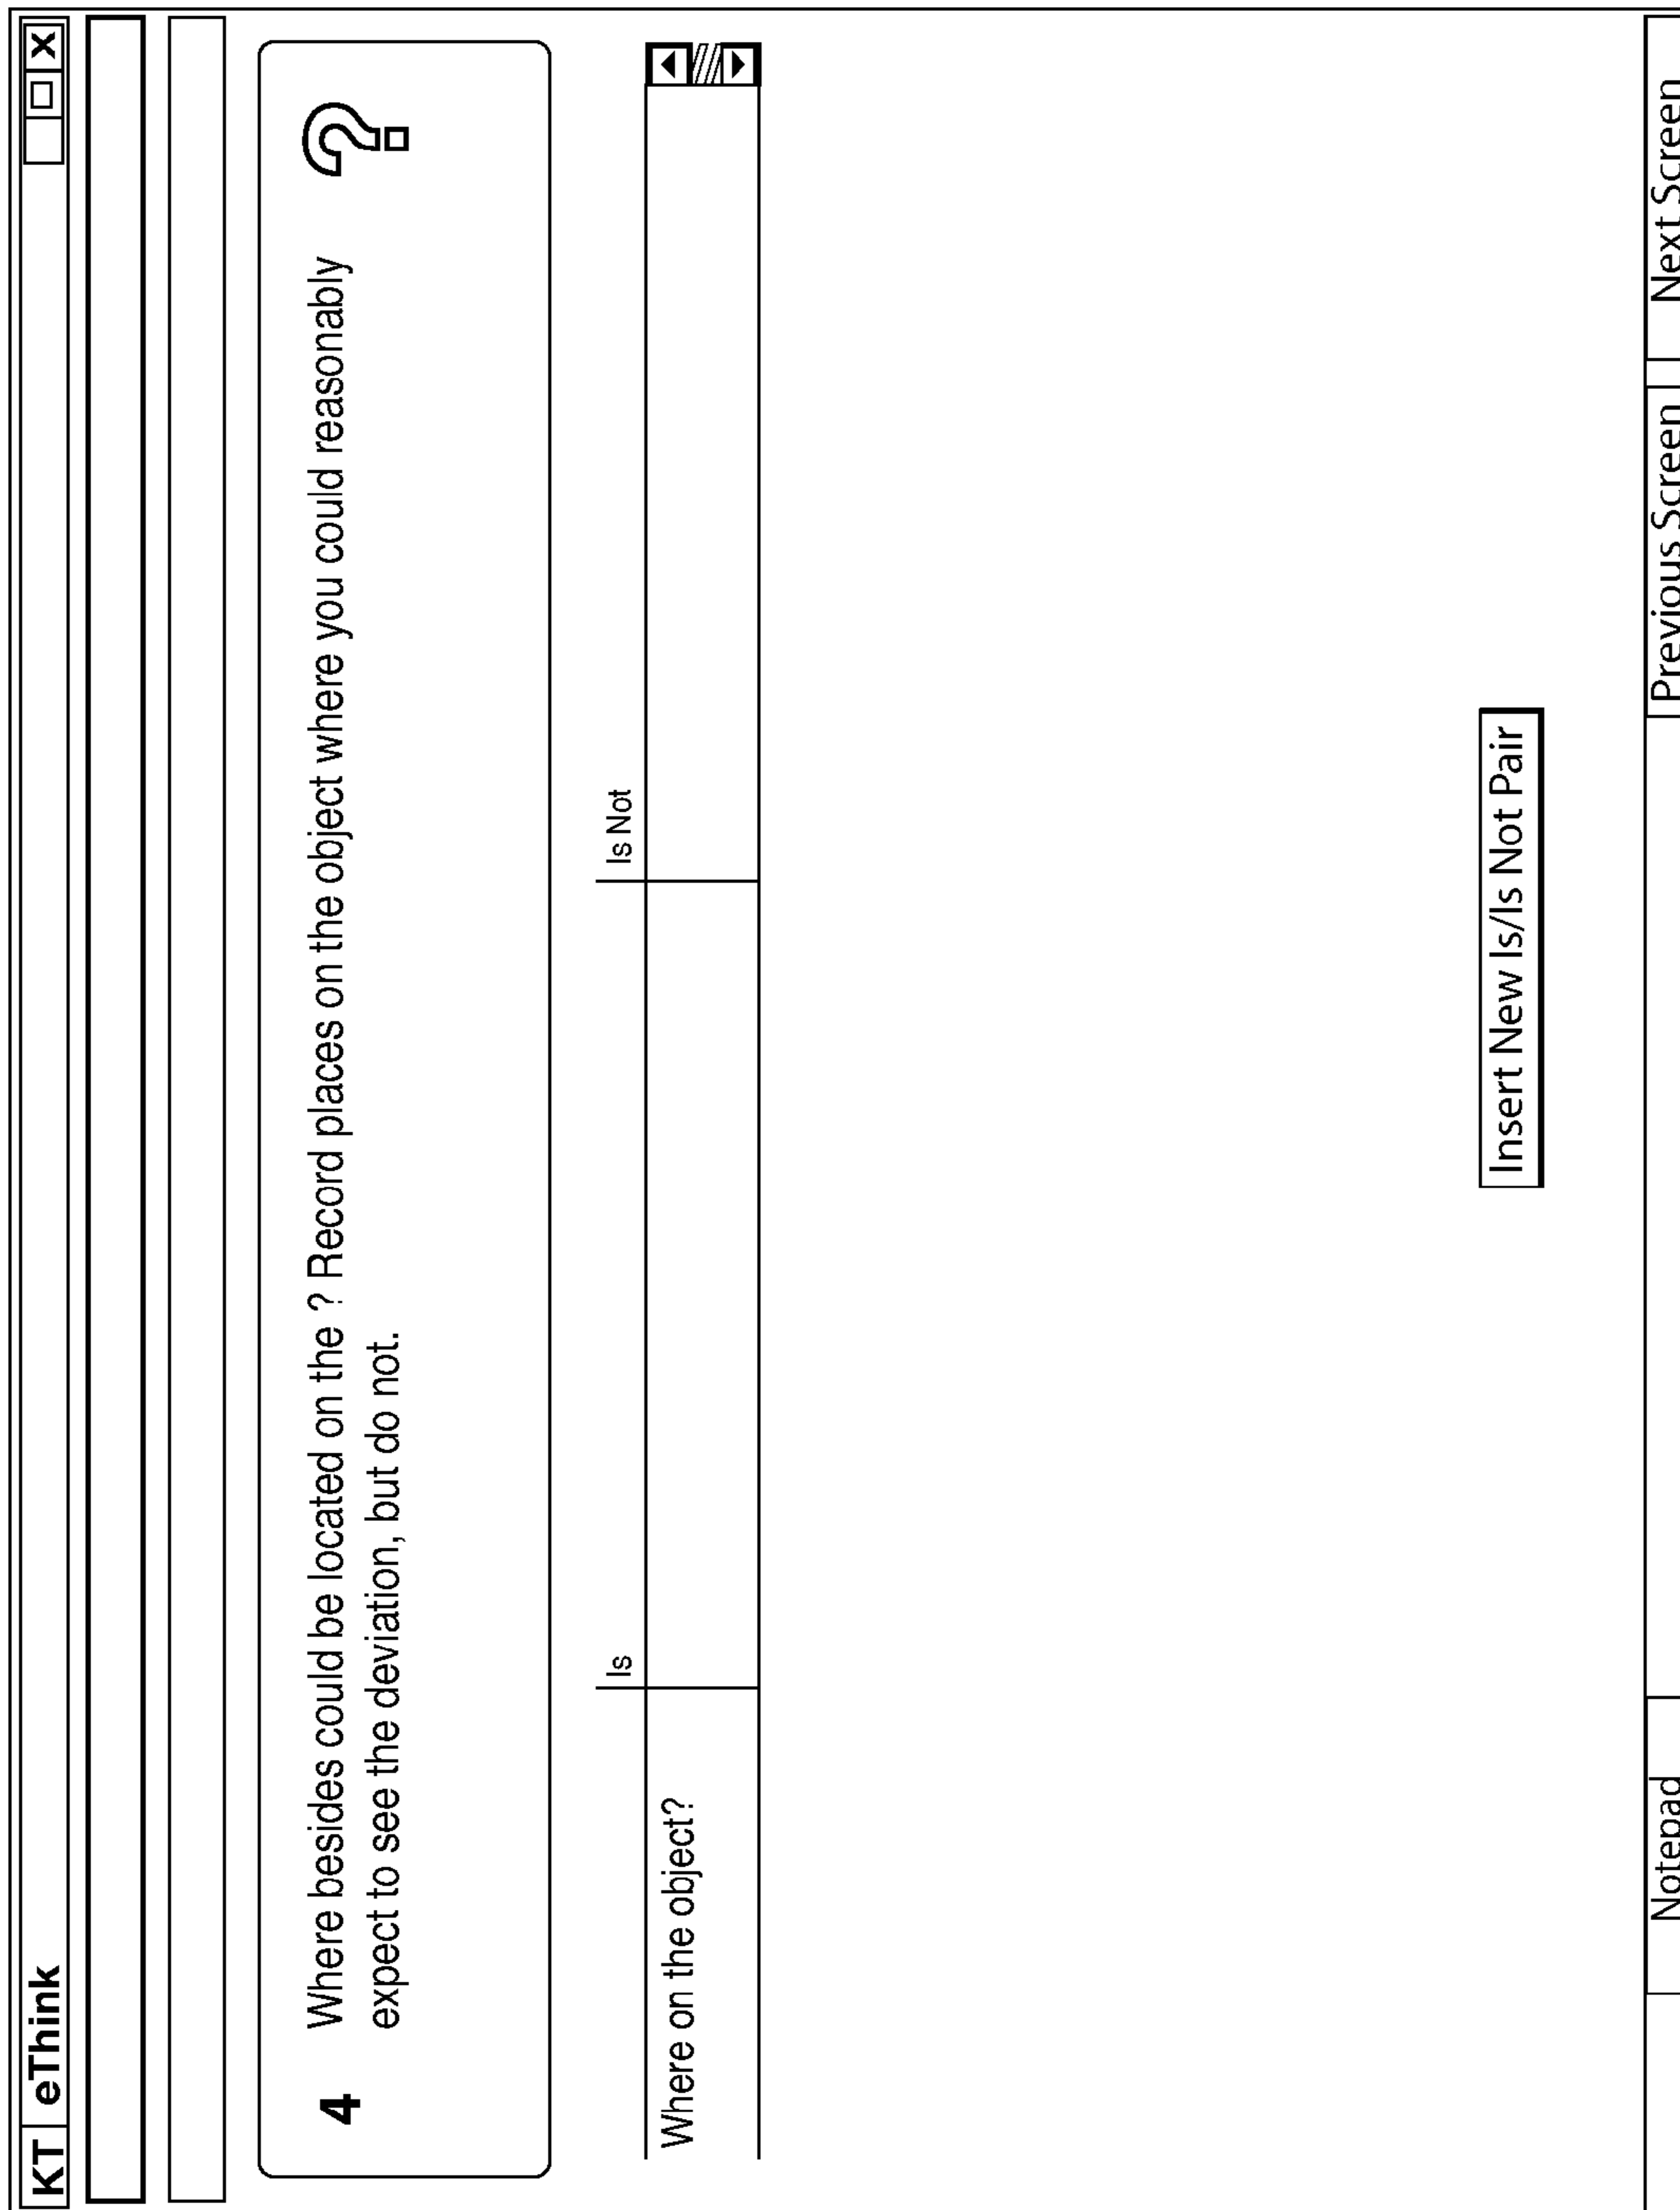 KT eThink X
4 Where besides could be located on the ? Record places on the object where you could reasonably ?
expect to see the deviation, but do not.
Is Is Not
Where on the object?
Insert New Is/Is Not Pair
Notepad Previous Screen Next Screen